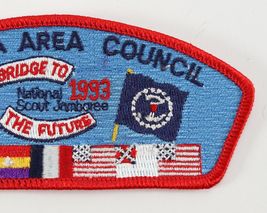 AREA COUNCIL
BRIDGE TO
National 1993
Scout Jamboree
THE FUTURE